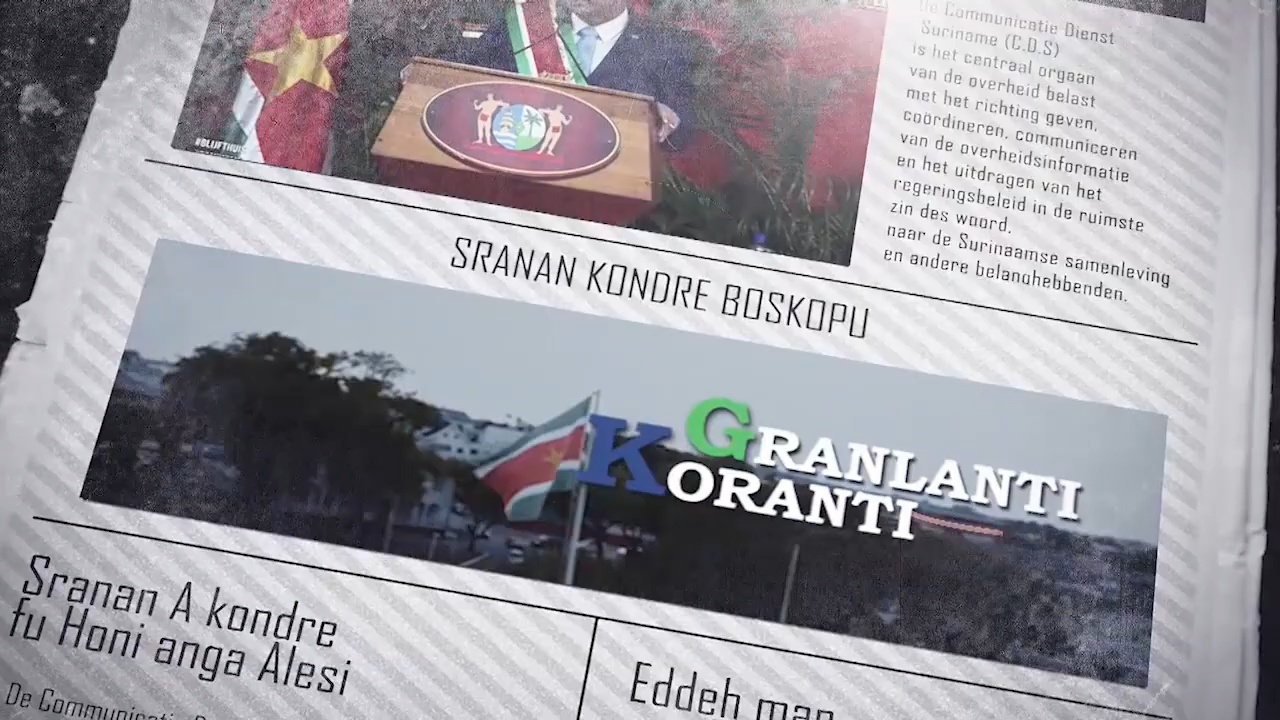 De Communicatie Dienst
Suriname (C.D.S)
is het centraal orgaan
van de overheid belast
met het richting geven,
coördineren, communiceren
van de overheidsinformatie
en het uitdragen van het
regeringsbeleid in de ruimste
zin des woord.
naar de Surinaamse samenleving
en andere belanghebbenden.
SRANAN KONDRE BOSKOPU
GRANLANTI
KORANTI
Sranan A kondre
fu Honi anga Alesi
Eddeh man
De